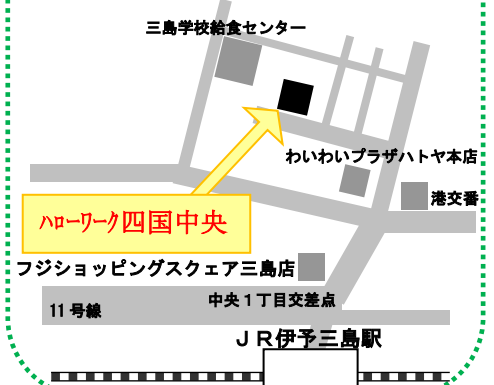 三島学校給食センター
わいわいプラザハトヤ本店
港交番
ﾊﾛｰﾜｰｸ四国中央
フジショッピングスクェア三島店
中央１丁目交差点
11号線
ＪＲ伊予三島駅